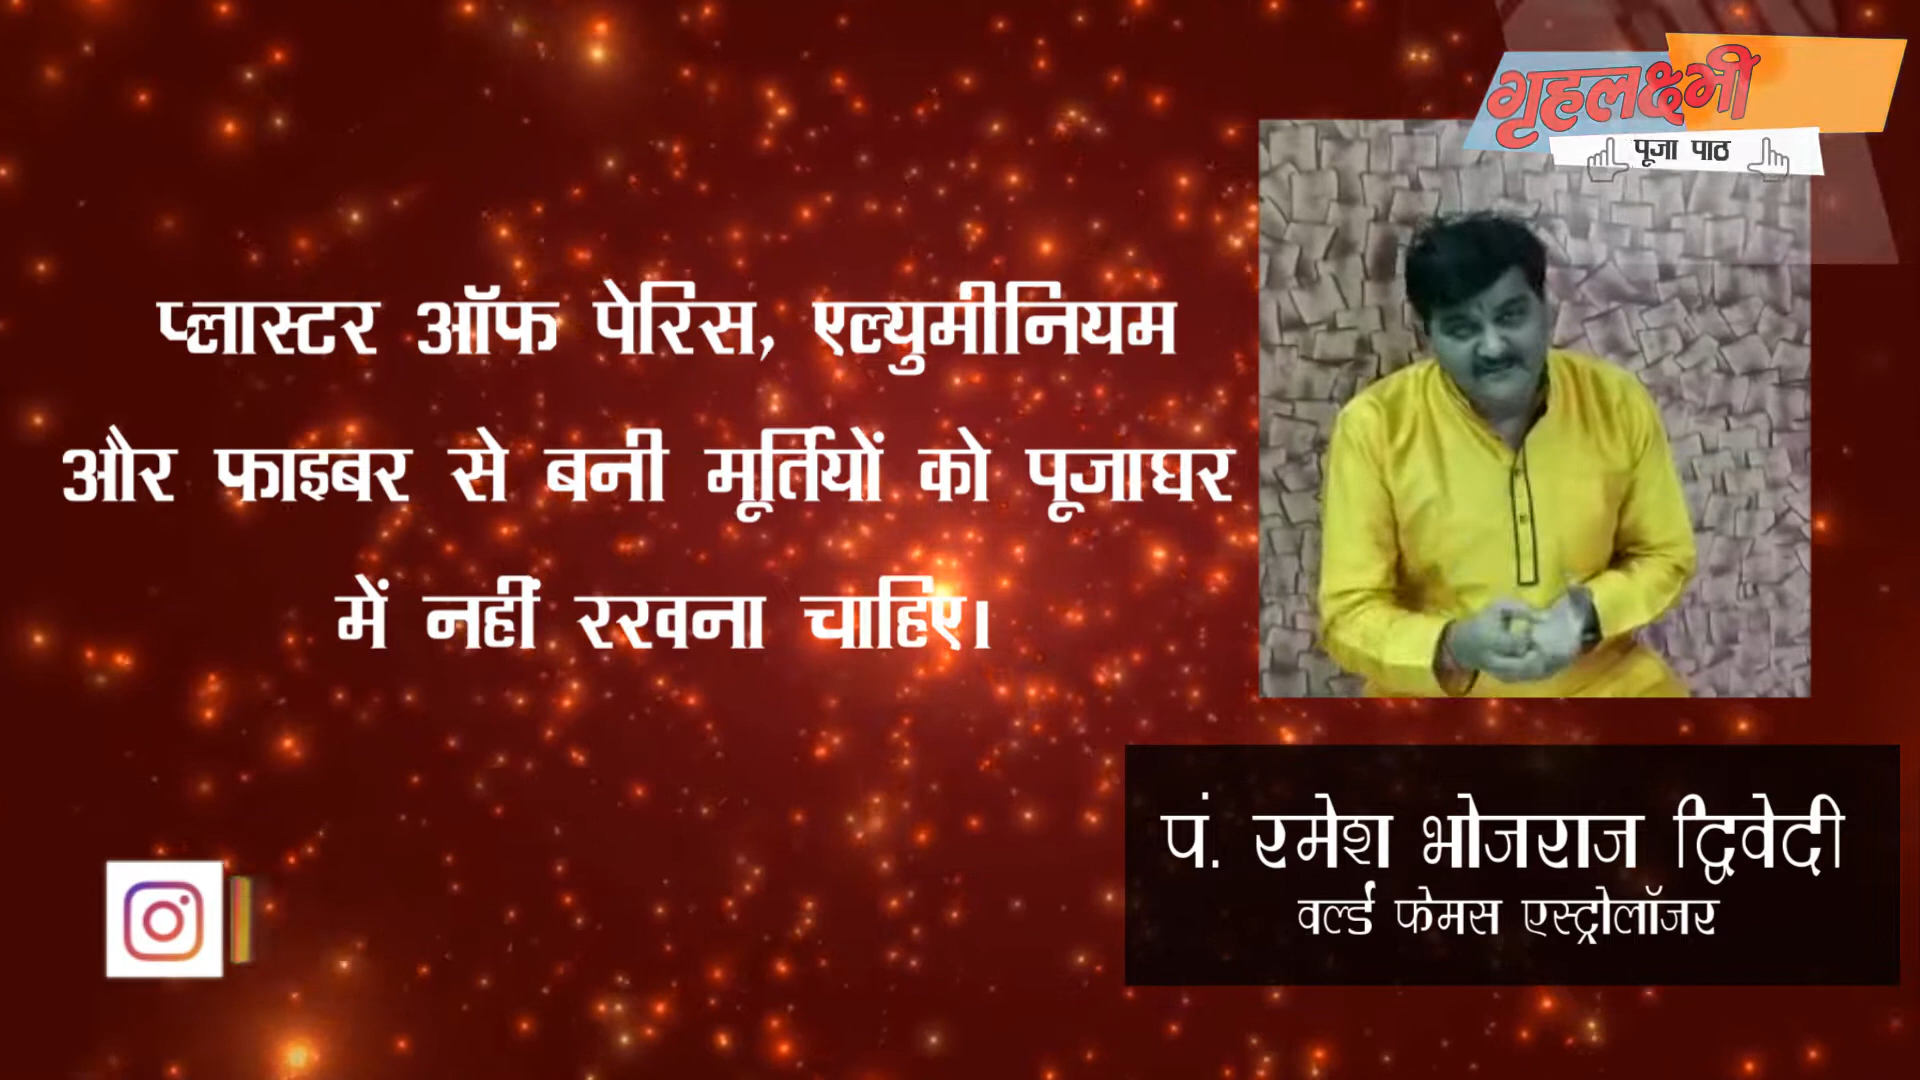 गृहलक्ष्मी
पूजा पाठ
प्लास्टर ऑफ पेरिस, एल्युमीनियम
और फाइबर से बनी मूर्तियों को पूजाघर
में नहीं रखना चाहिए।
पं. रमेश भोजराज द्विवेदी
वर्ल्ड फेमस एस्ट्रोलॉजर